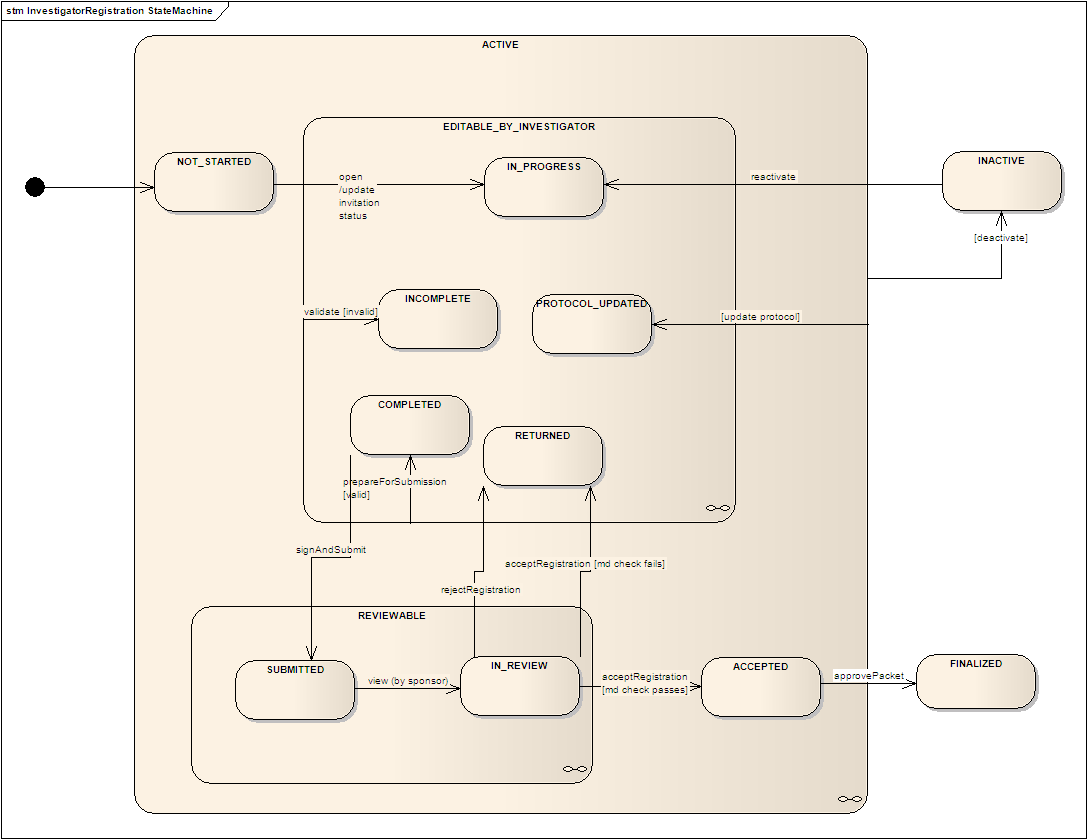 stm InvestigatorRegistration StateMachine
ACTIVE
EDITABLE_BY_INVESTIGATOR
NOT_STARTED
open
/update
invitation
status
IN_PROGRESS
reactivate
INACTIVE
[deactivate]
validate [invalid]
INCOMPLETE
PROTOCOL_UPDATED
[update protocol]
COMPLETED
RETURNED
prepareForSubmission
[valid]
signAndSubmit
acceptRegistration [md check fails]
rejectRegistration
REVIEWABLE
SUBMITTED
view (by sponsor)
IN_REVIEW
acceptRegistration
[md check passes]
ACCEPTED
approvePacket
FINALIZED